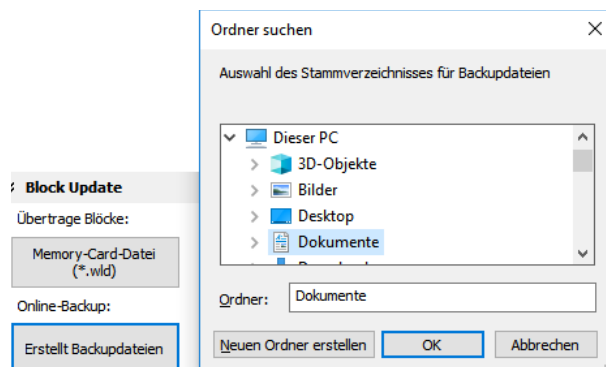 Ordner suchen
Auswahl des Stammverzeichnisses für Backupdateien
Dieser PC
3D-Objekte
Bilder
Desktop
Dokumente
Ordner:
Dokumente
Neuen Ordner erstellen
OK
Abbrechen
Block Update
Übertrage Blöcke:
Memory-Card-Datei
(*.wld)
Online-Backup:
Erstellt Backupdateien